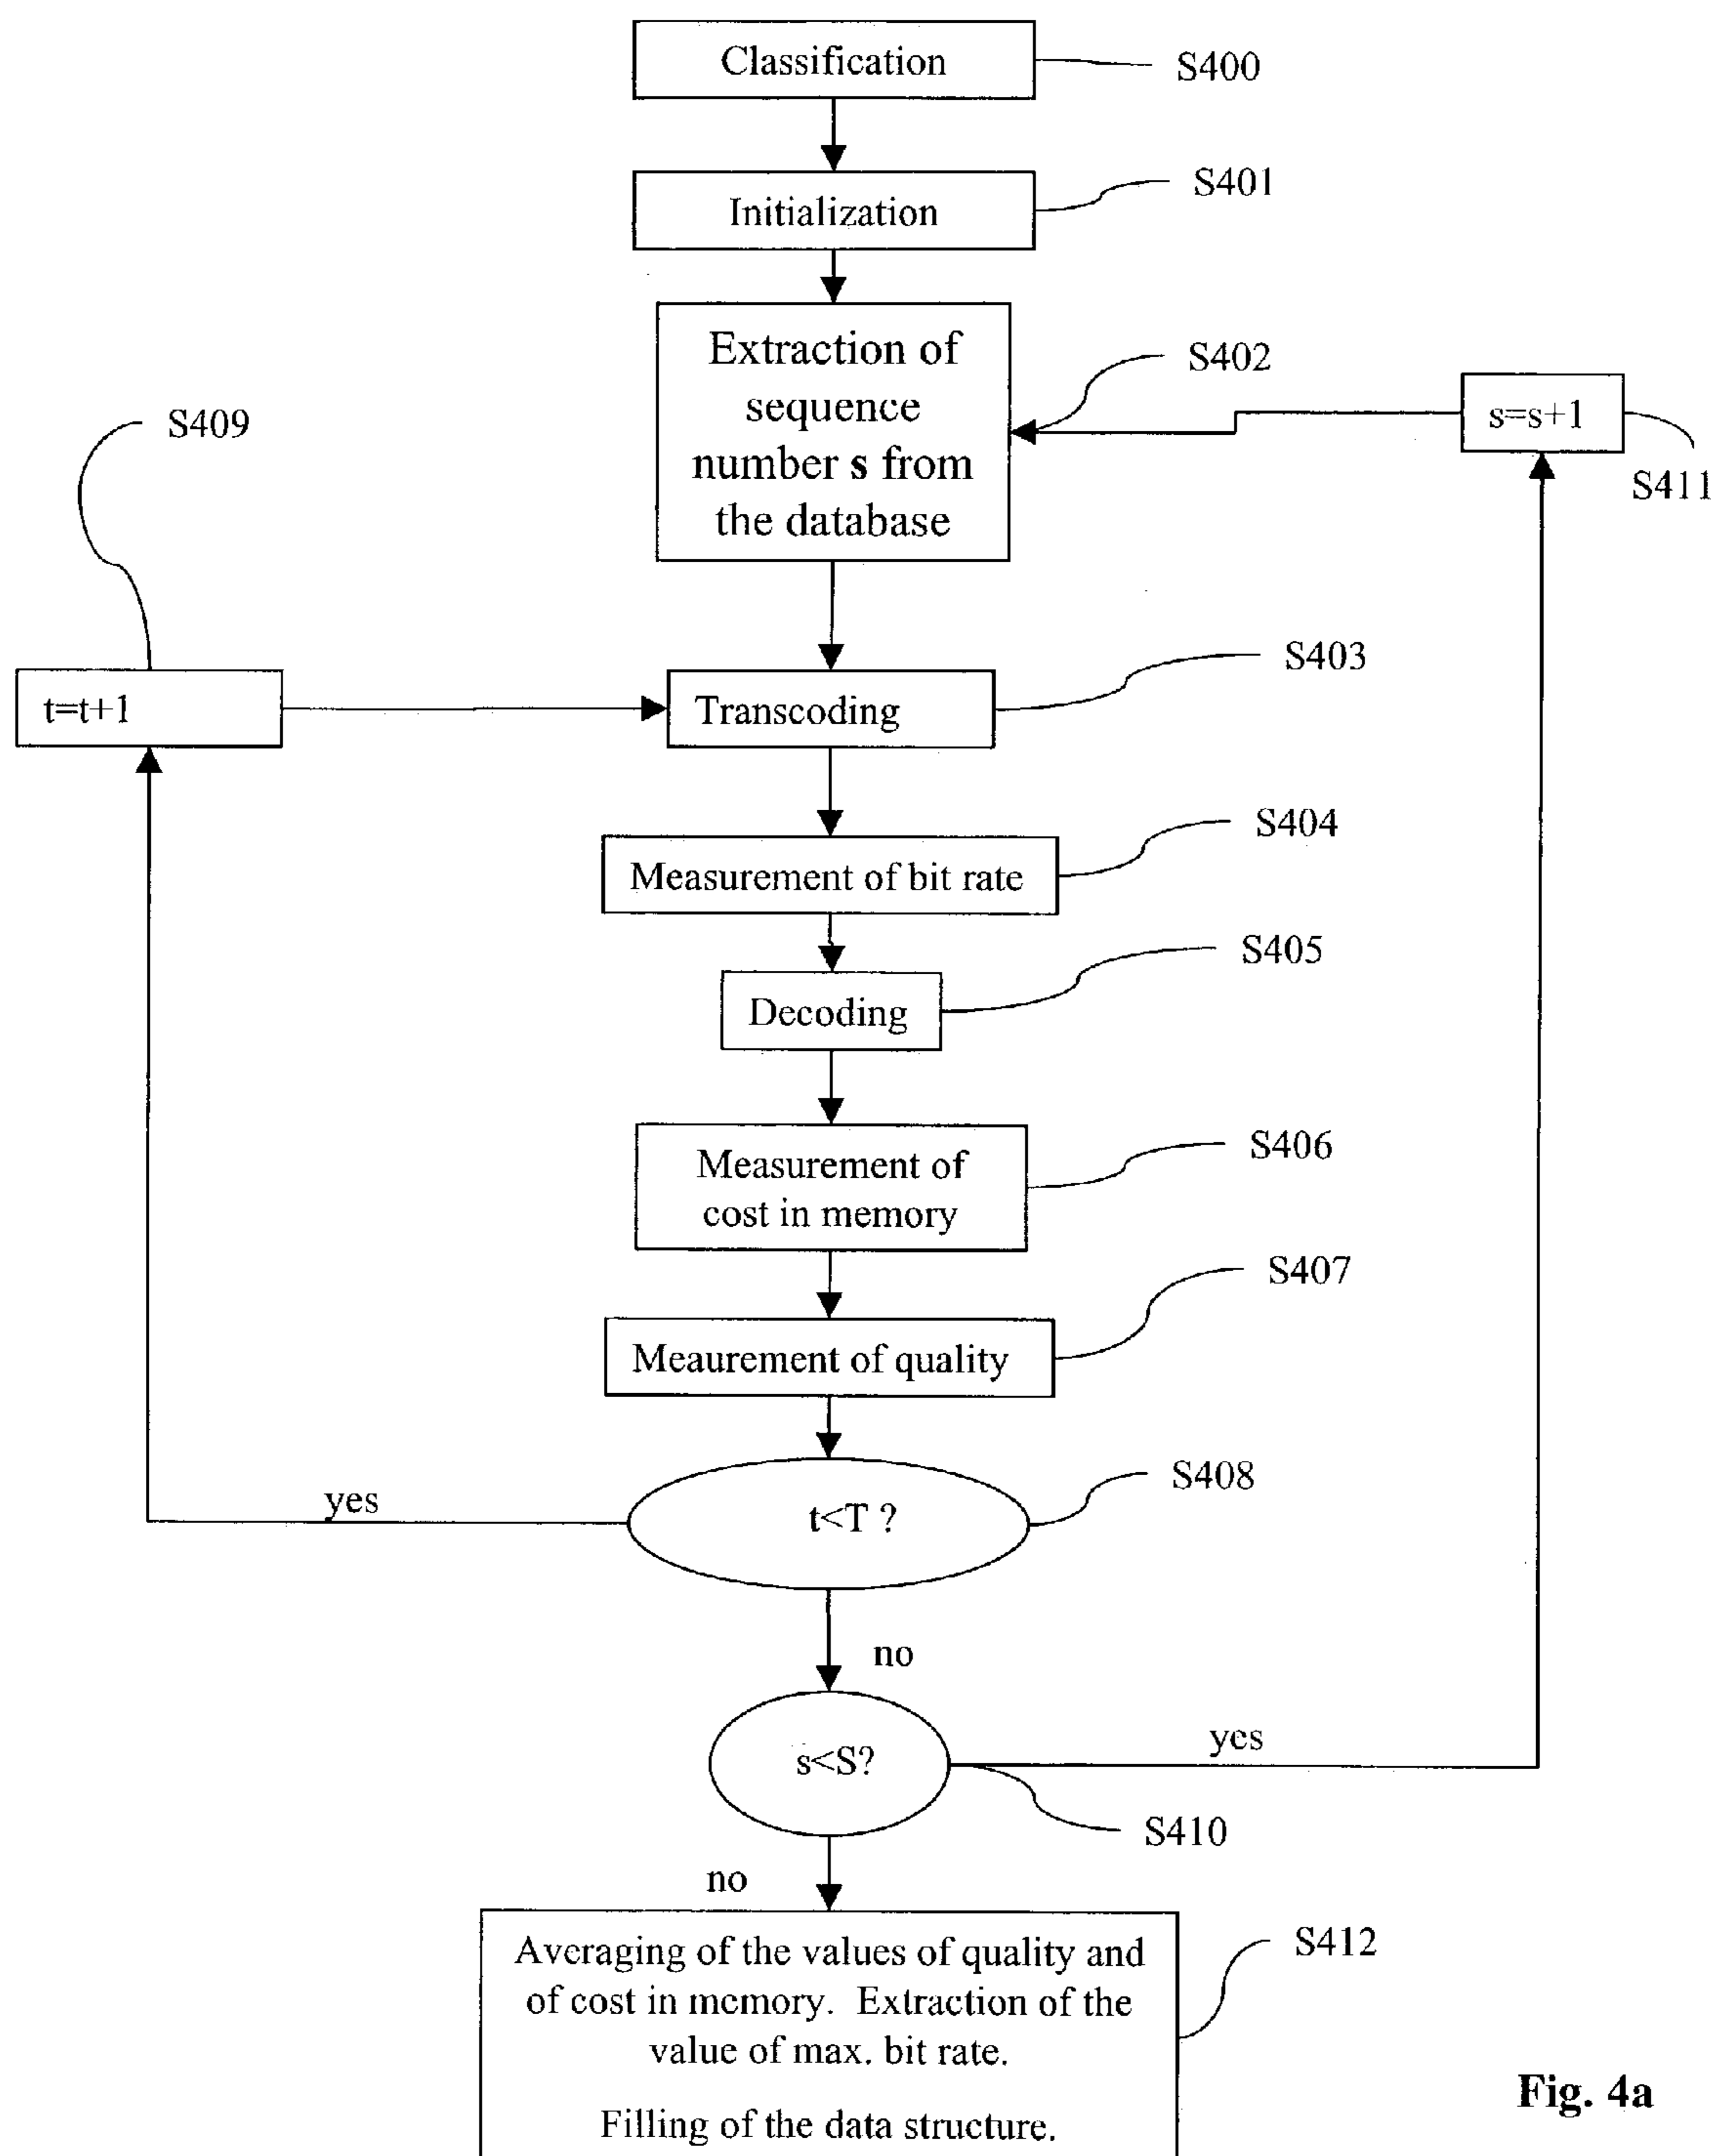 Classification
S400
Initialization
S401
Extraction of
sequence
number s from
the database
S402
s=s+1
S411
S409
t=t+1
Transcoding
S403
Measurement of bit rate
S404
Decoding
S405
Measurement of
cost in memory
S406
Meaurement of quality
S407
t<T ?
S408
yes
no
s<S?
yes
S410
no
Averaging of the values of quality and
of cost in memory. Extraction of the
value of max. bit rate.
Filling of the data structure.
S412
Fig. 4a